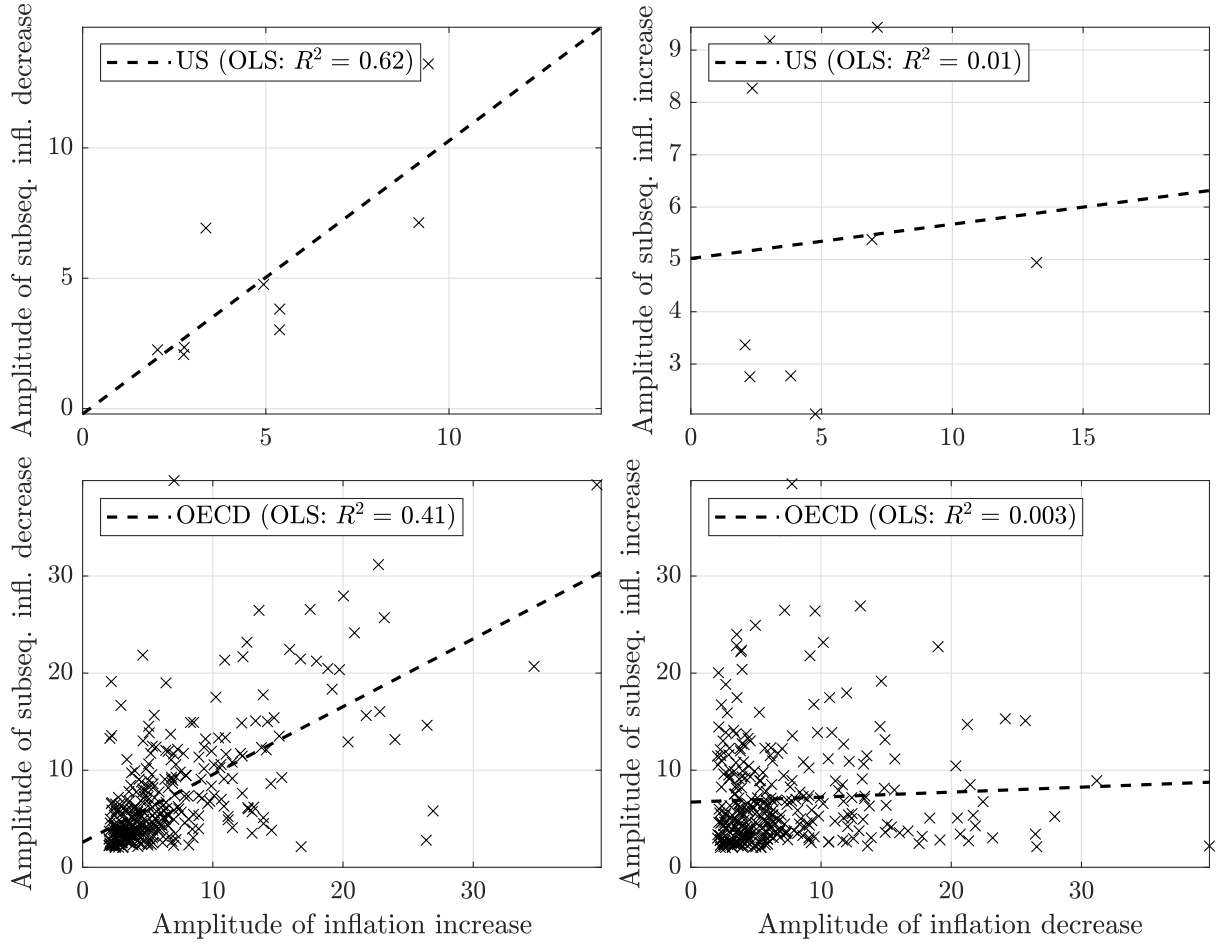 Amplitude of subseq. infl. decrease
US (OLS: R² = 0.62)
10
5
0
0 5 10
Amplitude of subseq. infl. increase
US (OLS: R² = 0.01)
9
8
7
6
5
4
3
0 5 10 15
Amplitude of subseq. infl. decrease
OECD (OLS: R² = 0.41)
30
20
10
0
0 10 20 30
Amplitude of inflation increase
Amplitude of subseq. infl. increase
OECD (OLS: R² = 0.003)
30
20
10
0
0 10 20 30
Amplitude of inflation decrease